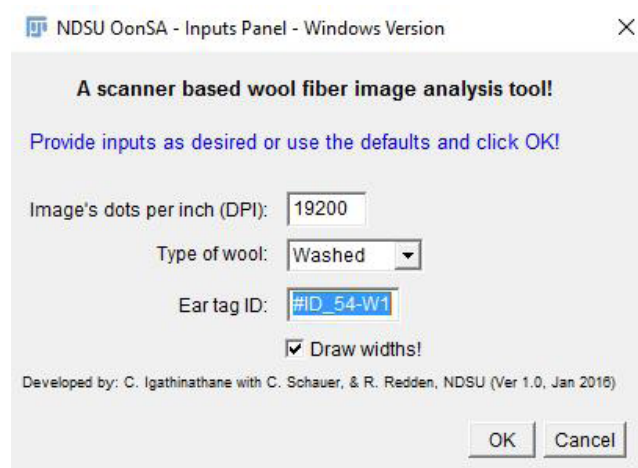 NDSU OonSA - Inputs Panel - Windows Version
A scanner based wool fiber image analysis tool!
Provide inputs as desired or use the defaults and click OK!
Image's dots per inch (DPI): 19200
Type of wool: Washed
Ear tag ID: #ID_54-W1
Draw widths!
Developed by: C. Igathinathane with C. Schauer, & R. Redden, NDSU (Ver 1.0, Jan 2016)
OK Cancel